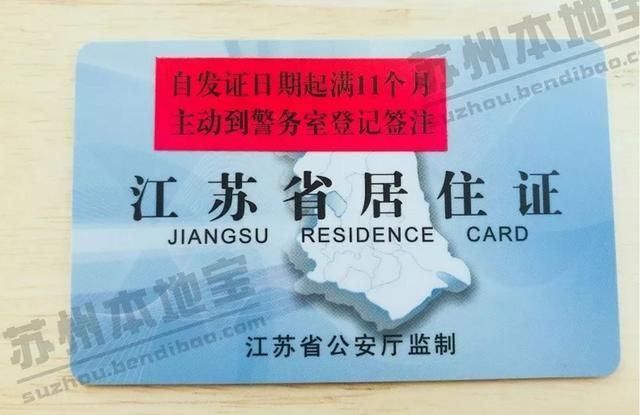 苏州本地宝
suzhou.bendibao.com
自发证日期起满11个月
主动到警务室登记签注
江苏省居住证
JIANGSU RESIDENCE CARD
江苏省公安厅监制
苏州本地宝
suzhou.bendibao.com